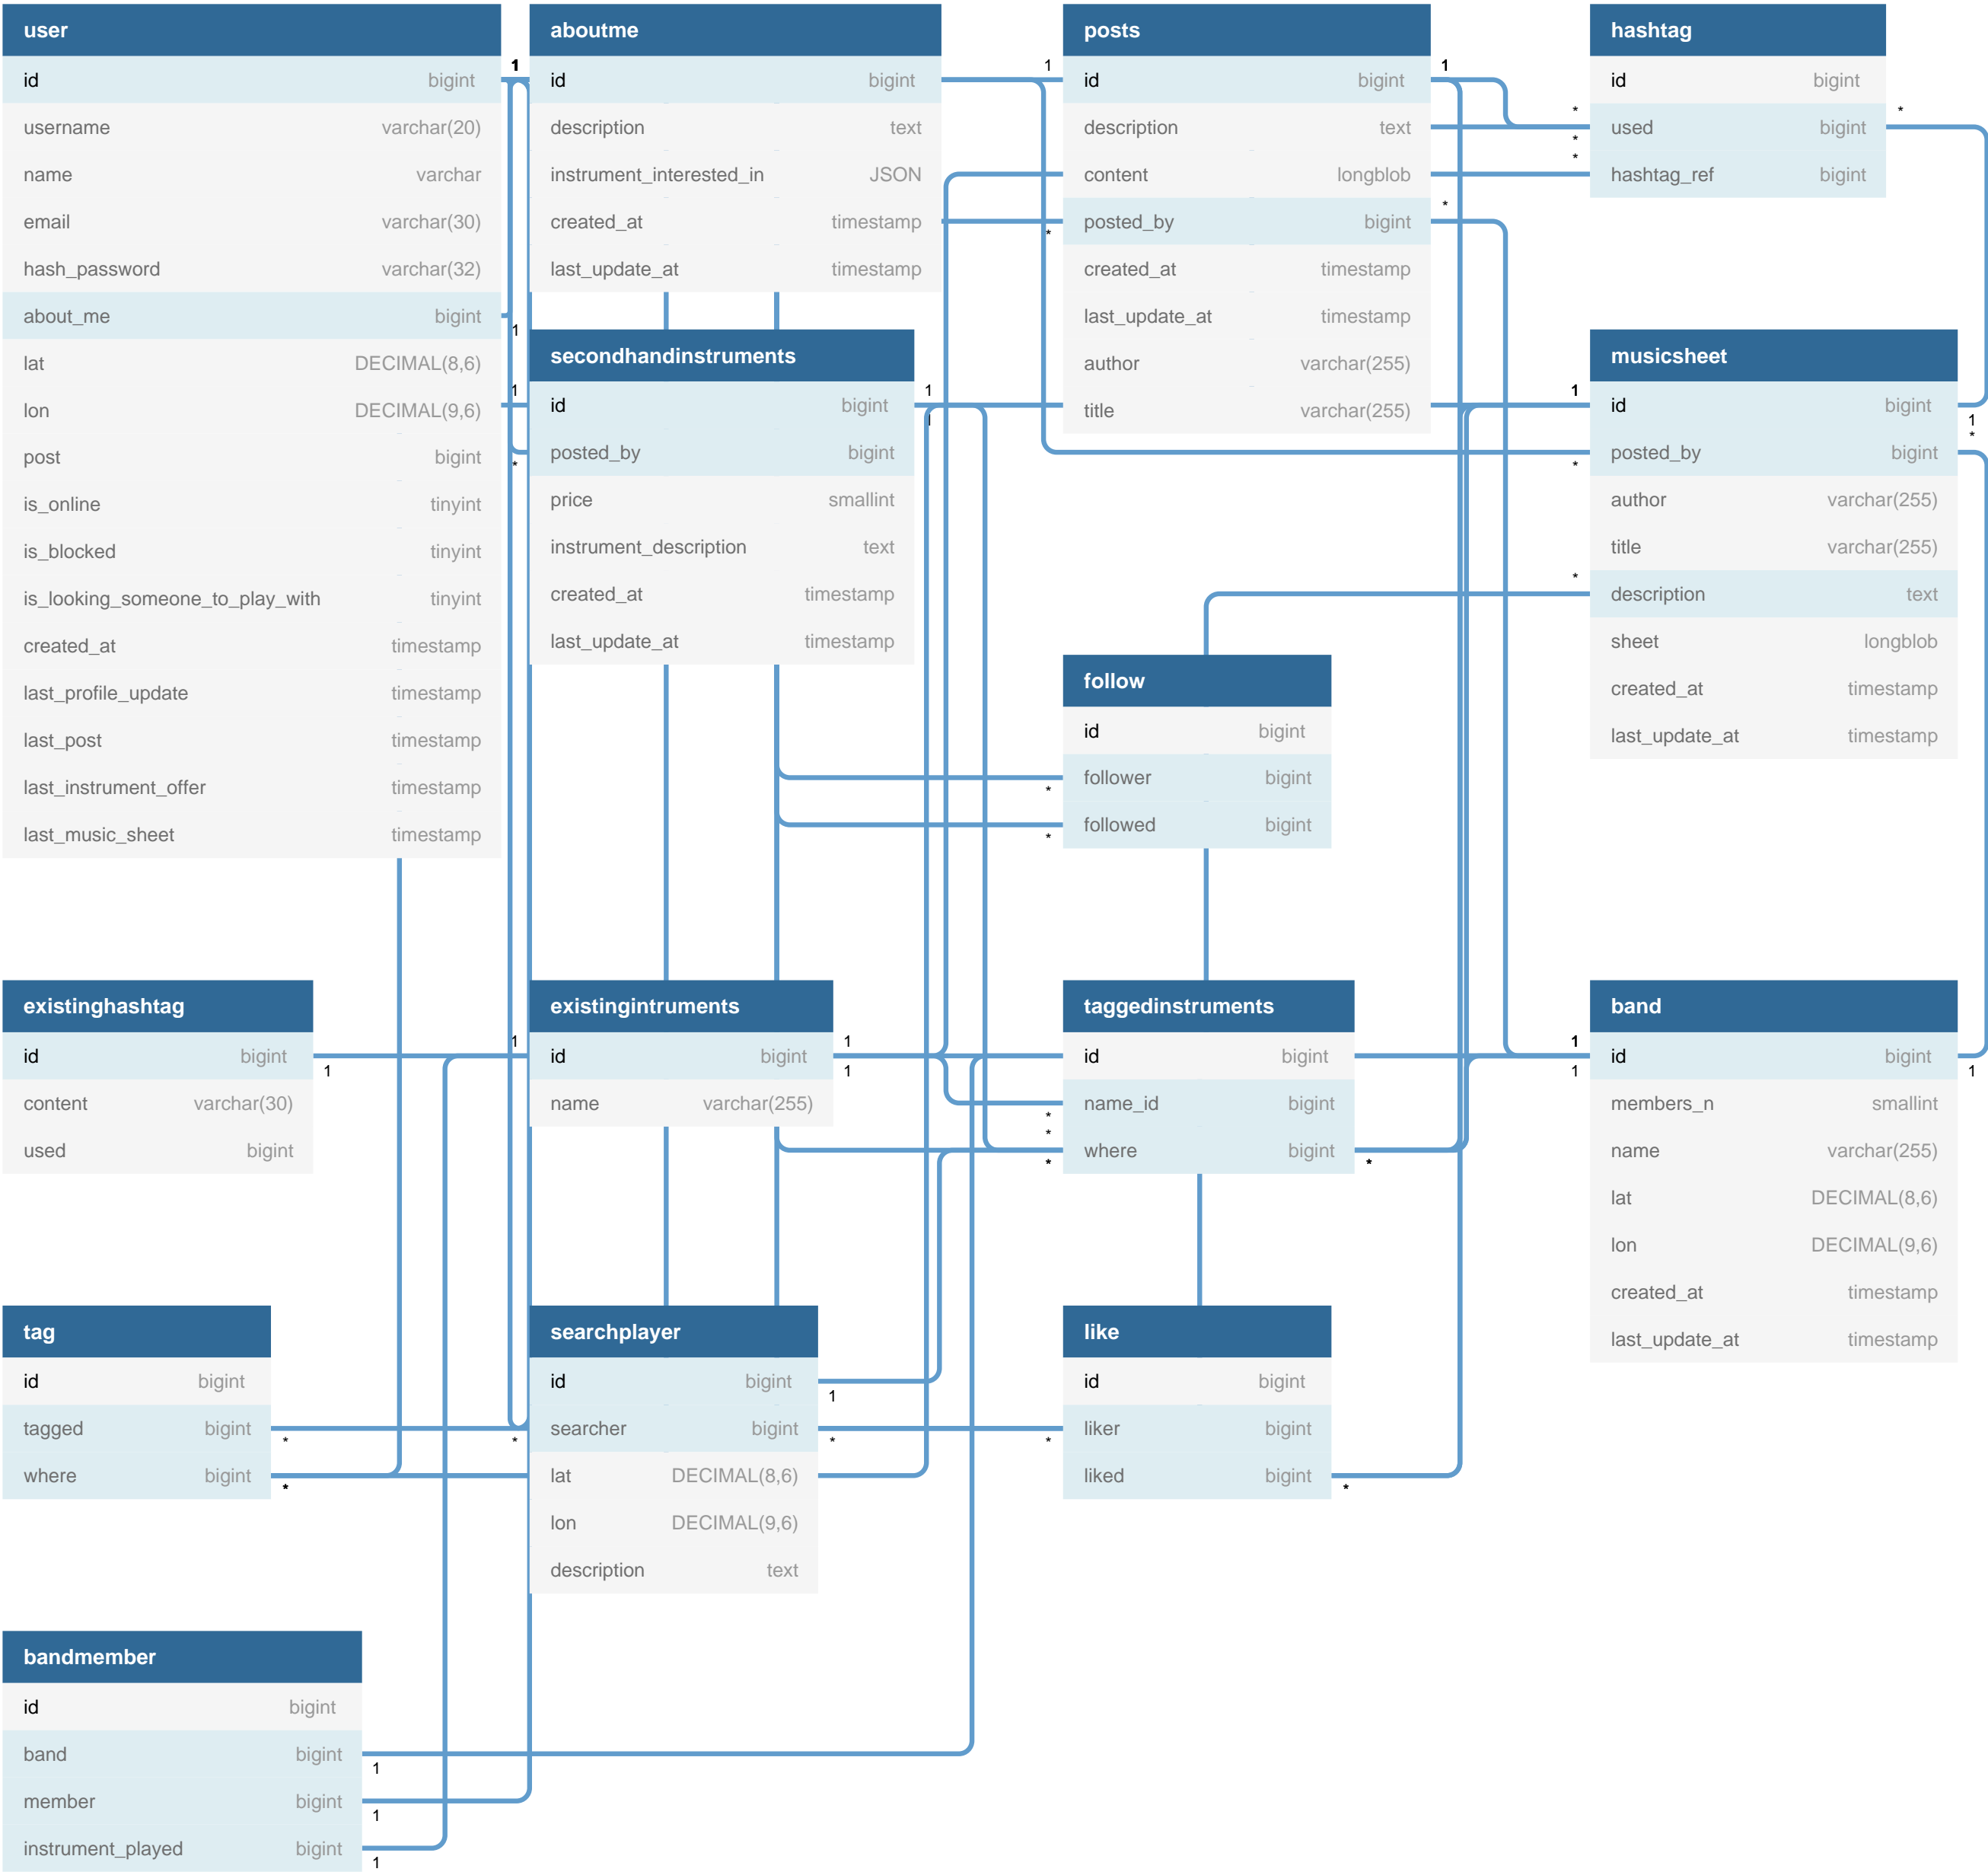 user
id bigint
username varchar(20)
name varchar
email varchar(30)
hash_password varchar(32)
about_me bigint
lat DECIMAL(8,6)
lon DECIMAL(9,6)
post bigint
is_online tinyint
is_blocked tinyint
is_looking_someone_to_play_with tinyint
created_at timestamp
last_profile_update timestamp
last_post timestamp
last_instrument_offer timestamp
last_music_sheet timestamp
aboutme
id bigint
description text
instrument_interested_in JSON
created_at timestamp
last_update_at timestamp
posts
id bigint
description text
content longblob
posted_by bigint
created_at timestamp
last_update_at timestamp
author varchar(255)
title varchar(255)
hashtag
id bigint
used bigint
hashtag_ref bigint
secondhandinstruments
id bigint
posted_by bigint
price smallint
instrument_description text
created_at timestamp
last_update_at timestamp
musicsheet
id bigint
posted_by bigint
author varchar(255)
title varchar(255)
description text
sheet longblob
created_at timestamp
last_update_at timestamp
follow
id bigint
follower bigint
followed bigint
existinghashtag
id bigint
content varchar(30)
used bigint
existingintruments
id bigint
name varchar(255)
taggedinstruments
id bigint
name_id bigint
where bigint
band
id bigint
members_n smallint
name varchar(255)
lat DECIMAL(8,6)
lon DECIMAL(9,6)
created_at timestamp
last_update_at timestamp
tag
id bigint
tagged bigint
where bigint
searchplayer
id bigint
searcher bigint
lat DECIMAL(8,6)
lon DECIMAL(9,6)
description text
like
id bigint
liker bigint
liked bigint
bandmember
id bigint
band bigint
member bigint
instrument_played bigint